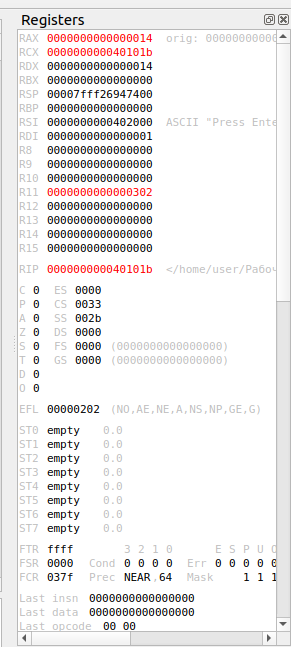 Registers
RAX 0000000000000014 orig: 000000000000
RCX 000000000040101b
RDX 0000000000000014
RBX 0000000000000000
RSP 00007fff26947400
RBP 0000000000000000
RSI 0000000000402000 ASCII "Press Ente
RDI 0000000000000001
R8 0000000000000000
R9 0000000000000000
R10 0000000000000000
R11 0000000000000302
R12 0000000000000000
R13 0000000000000000
R14 0000000000000000
R15 0000000000000000
RIP 000000000040101b </home/user/Рабоч
C 0 ES 0000
P 0 CS 0033
A 0 SS 002b
Z 0 DS 0000
S 0 FS 0000 (0000000000000000)
T 0 GS 0000 (0000000000000000)
D 0
O 0
EFL 00000202 (NO,AE,NE,A,NS,NP,GE,G)
ST0 empty 0.0
ST1 empty 0.0
ST2 empty 0.0
ST3 empty 0.0
ST4 empty 0.0
ST5 empty 0.0
ST6 empty 0.0
ST7 empty 0.0
FTR ffff 3 2 1 0 E S P U O
FSR 0000 Cond 0 0 0 0 Err 0 0 0 0 0
FCR 037f Prec NEAR,64 Mask 1 1 1
Last insn 0000000000000000
Last data 0000000000000000
Last opcode 00 00